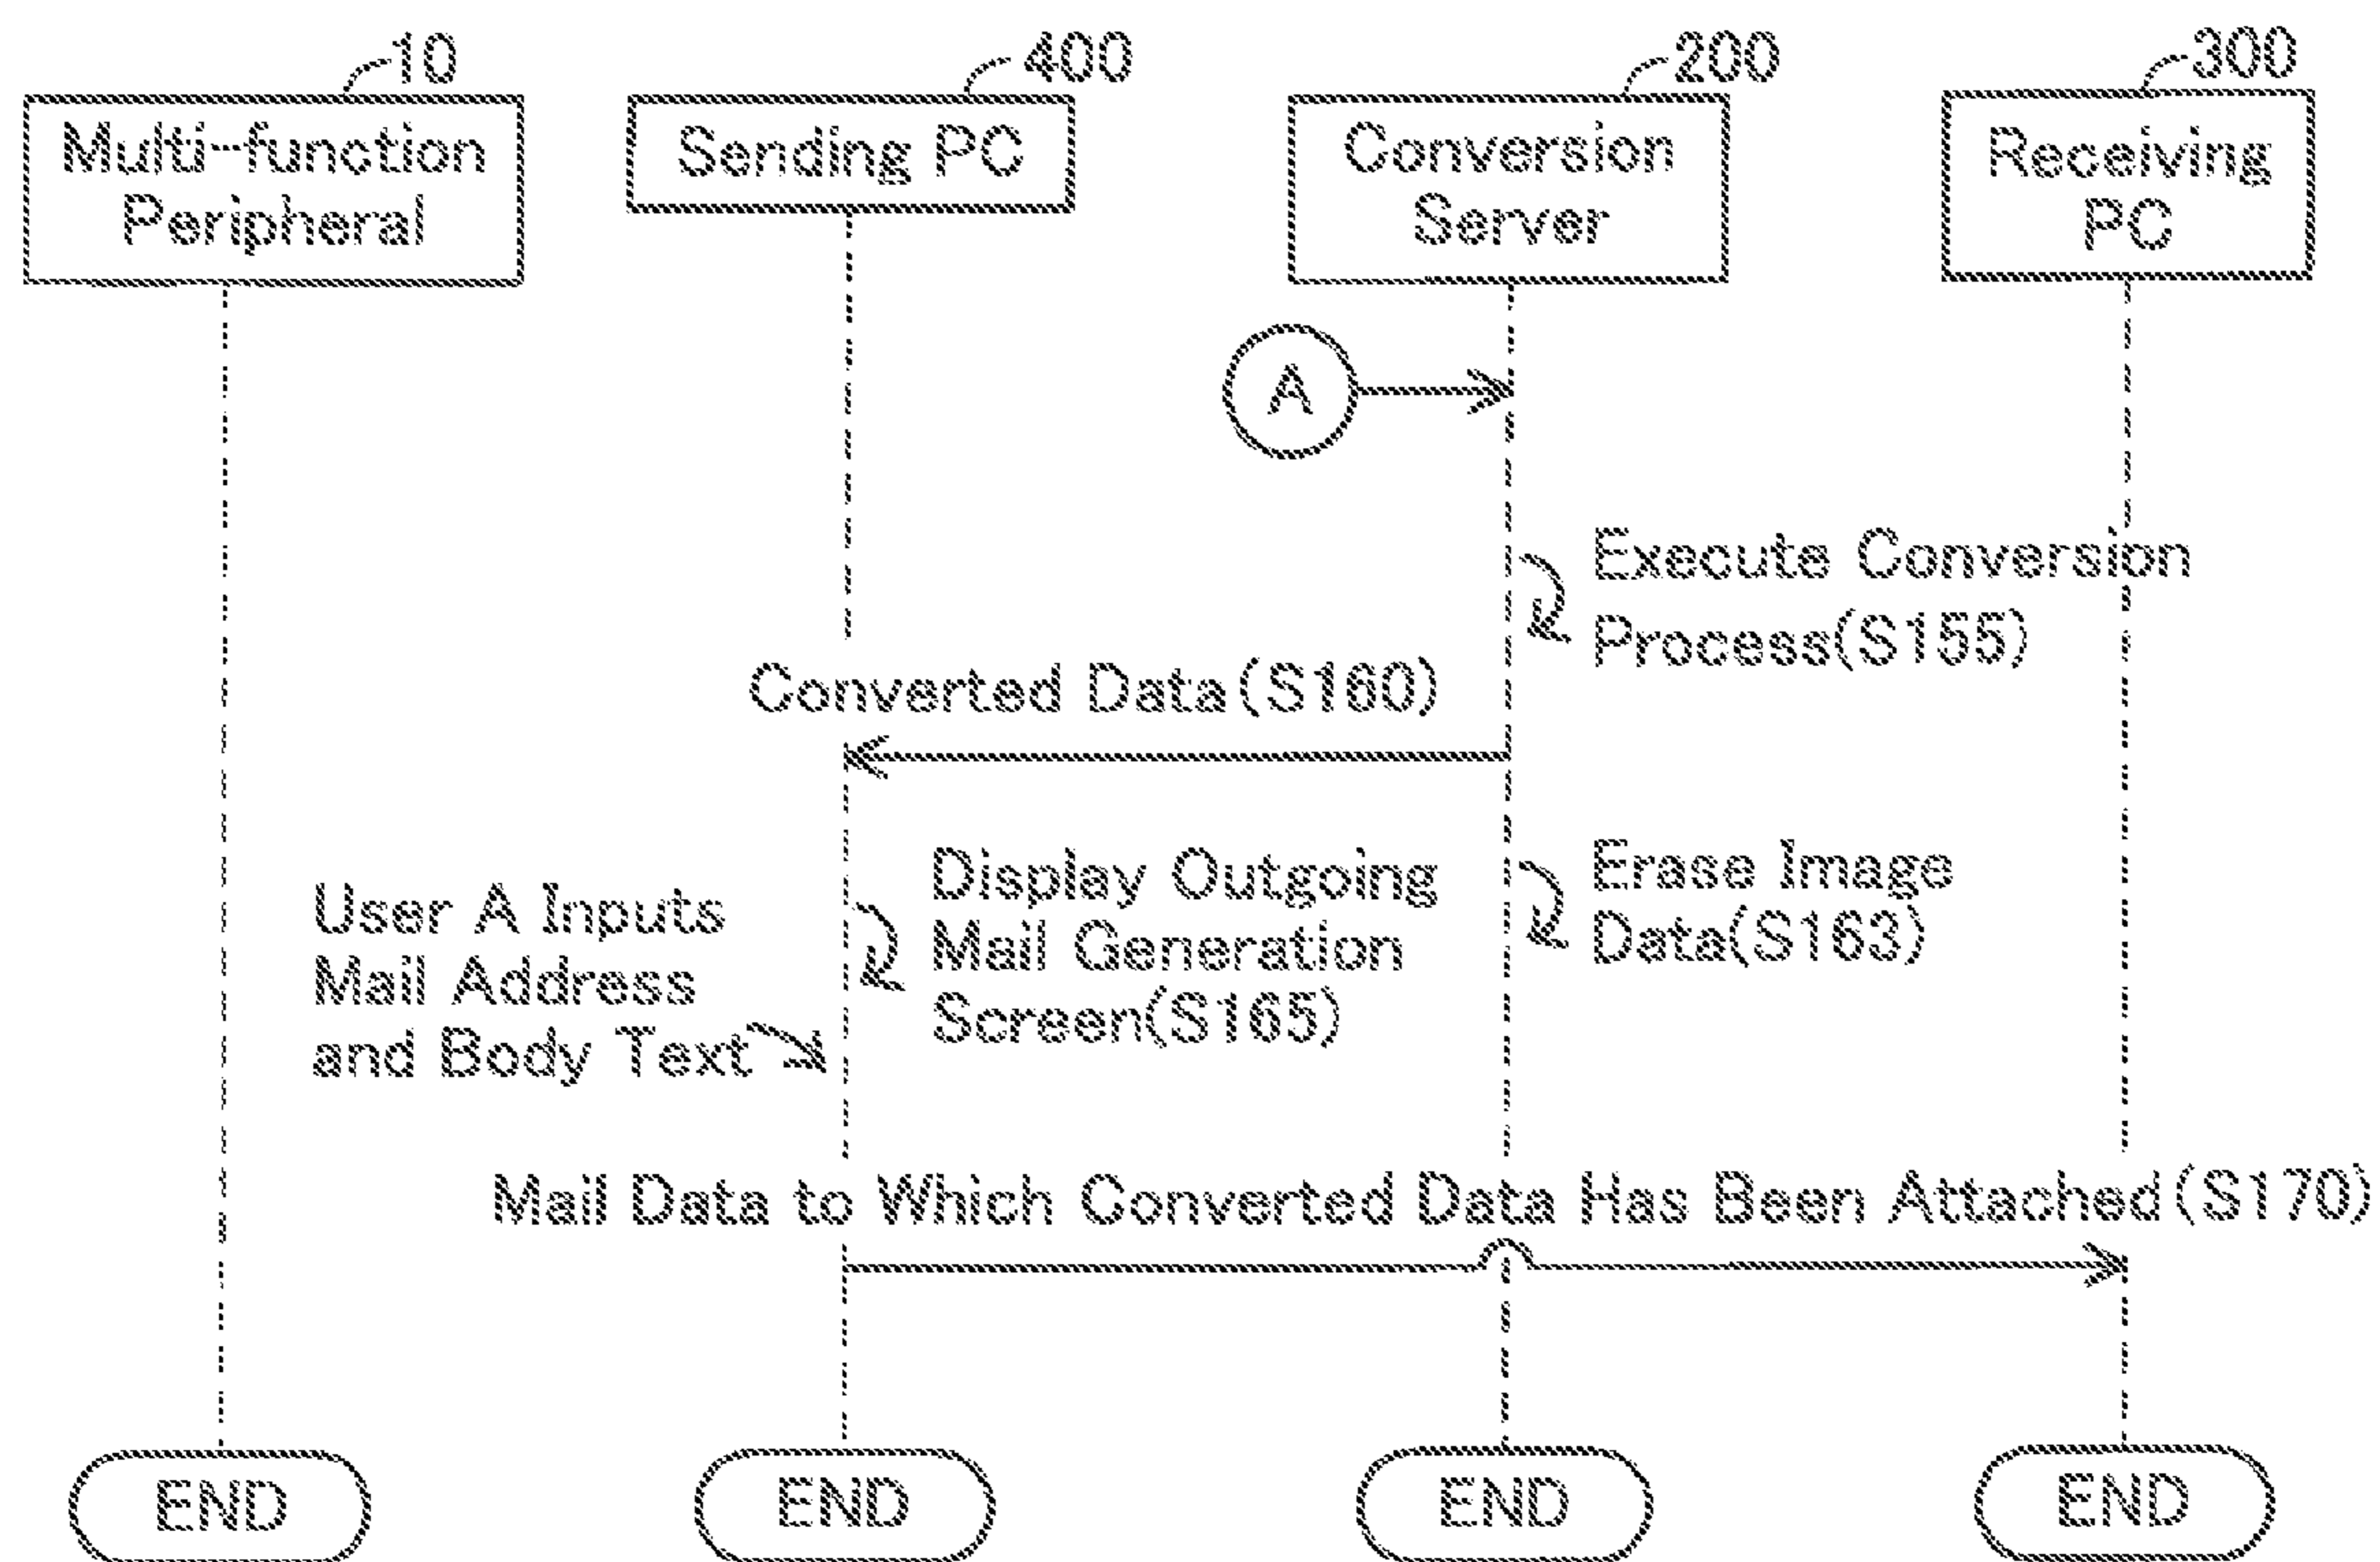 10
400
200
300
Multi-function
Peripheral
Sending PC
Conversion
Server
Receiving
PC
A
Execute Conversion
Process(S155)
Converted Data(S160)
User A Inputs
Mail Address
and Body Text
Display Outgoing
Mail Generation
Screen(S165)
Erase Image
Data(S163)
Mail Data to Which Converted Data Has Been Attached(S170)
END
END
END
END